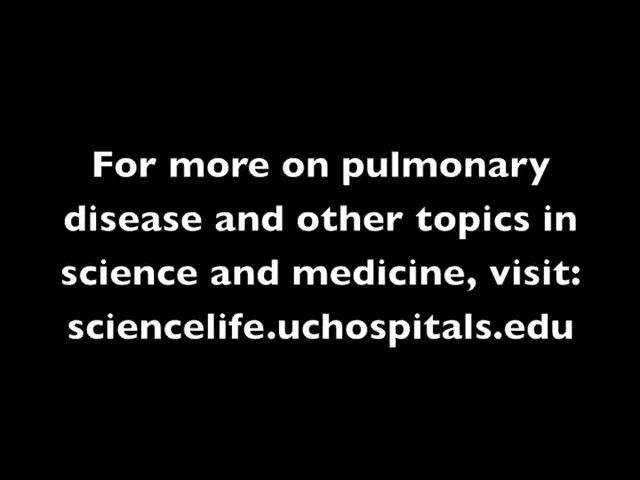 For more on pulmonary
disease and other topics in
science and medicine, visit:
sciencelife.uchospitals.edu